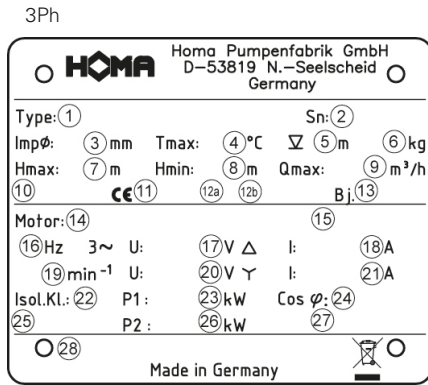 3Ph
HOMA
Homa Pumpenfabrik GmbH
D-53819 N.-Seelscheid
Germany
Type: 1 Sn: 2
Impø: 3 mm Tmax: 4 °C 5 m 6 kg
Hmax: 7 m Hmin: 8 m Qmax: 9 m³/h
10 CE 11 12a 12b Bj. 13
Motor: 14 15
16 Hz 3~ U: 17 V △ I: 18 A
19 min⁻¹ U: 20 V Y I: 21 A
Isol.Kl.: 22 P1: 23 kW Cos φ: 24
25 P2: 26 kW 27
28
Made in Germany